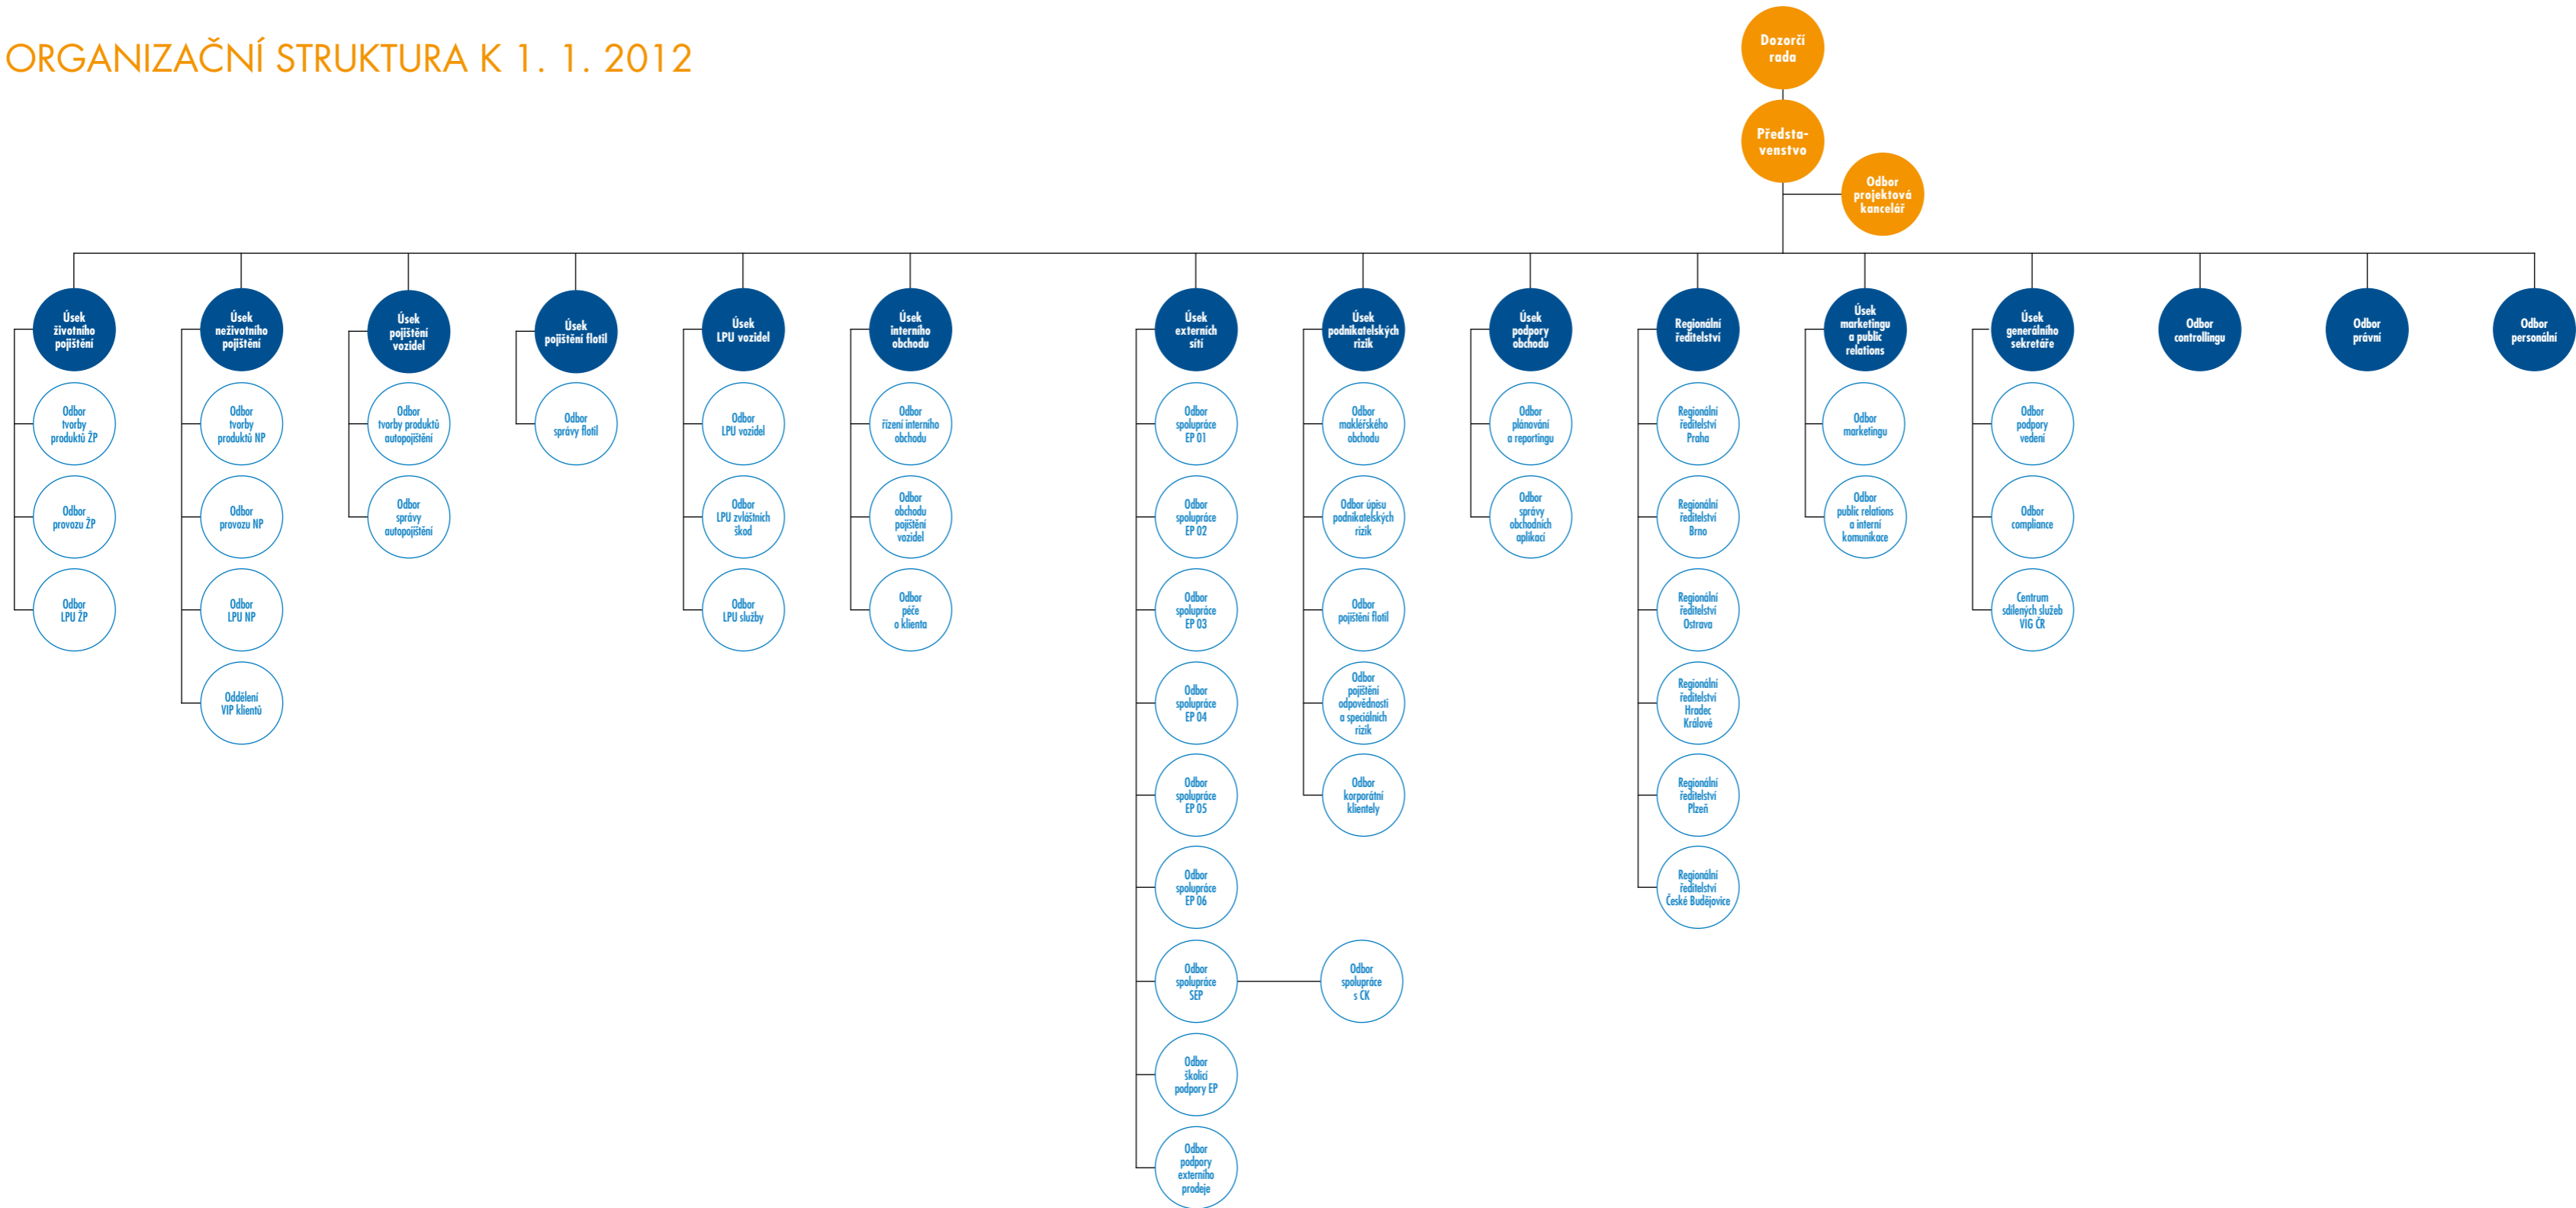 ORGANIZAČNÍ STRUKTURA K 1. 1. 2012
Dozorčí
rada
Předsta-
venstvo
Odbor
projektová
kancelář
Úsek
životního
pojištění
Odbor
tvorby
produktů ŽP
Odbor
provozu ŽP
Odbor
LPU ŽP
Úsek
neživotního
pojištění
Odbor
tvorby
produktů NP
Odbor
provozu NP
Odbor
LPU NP
Oddělení
VIP klientů
Úsek
pojištění
vozidel
Odbor
tvorby produktů
autopojištění
Odbor
správy
autopojištění
Úsek
pojištění flotil
Odbor
správy flotil
Úsek
LPU vozidel
Odbor
LPU vozidel
Odbor
LPU zvláštních
škod
Odbor
LPU služby
Úsek
interního
obchodu
Odbor
řízení interního
obchodu
Odbor
obchodu
pojištění
vozidel
Odbor
péče
o klienta
Úsek
externích
sítí
Odbor
spolupráce
EP 01
Odbor
spolupráce
EP 02
Odbor
spolupráce
EP 03
Odbor
spolupráce
EP 04
Odbor
spolupráce
EP 05
Odbor
spolupráce
EP 06
Odbor
spolupráce
SEP
Odbor
spolupráce
s CK
Odbor
školicí
podpory EP
Odbor
podpory
externího
prodeje
Úsek
podnikatelských
rizik
Odbor
makléřského
obchodu
Odbor úpisu
podnikatelských
rizik
Odbor
pojištění flotil
Odbor
pojištění
odpovědnosti
a speciálních
rizik
Odbor
korporátní
klientely
Úsek
podpory
obchodu
Odbor
plánování
a reportingu
Odbor
správy
obchodních
aplikací
Regionální
ředitelství
Regionální
ředitelství
Praha
Regionální
ředitelství
Brno
Regionální
ředitelství
Ostrava
Regionální
ředitelství
Hradec
Králové
Regionální
ředitelství
Plzeň
Regionální
ředitelství
České Budějovice
Úsek
marketingu
a public
relations
Odbor
marketingu
Odbor
public relations
a interní
komunikace
Úsek
generálního
sekretáře
Odbor
podpory
vedení
Odbor
compliance
Centrum
sdílených služeb
VIG ČR
Odbor
controllingu
Odbor
právní
Odbor
personální